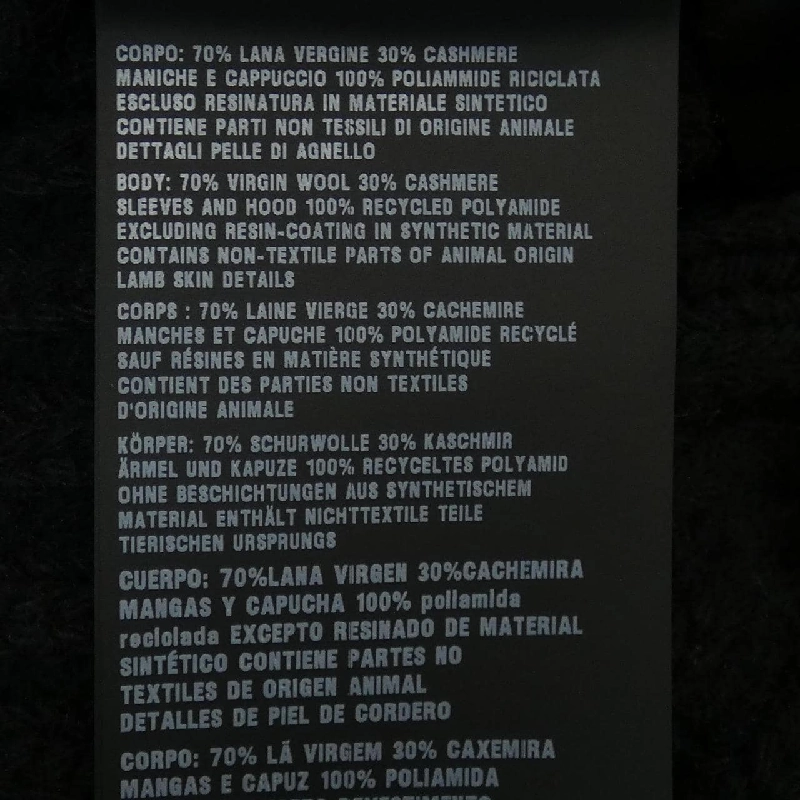 CORPO: 70% LANA VERGINE 30% CASHMERE
MANICHE E CAPPUCCIO 100% POLIAMMIDE RICICLATA
ESCLUSO RESINATURA IN MATERIALE SINTETICO
CONTIENE PARTI NON TESSILI DI ORIGINE ANIMALE
DETTAGLI PELLE DI AGNELLO
BODY: 70% VIRGIN WOOL 30% CASHMERE
SLEEVES AND HOOD 100% RECYCLED POLYAMIDE
EXCLUDING RESIN-COATING IN SYNTHETIC MATERIAL
CONTAINS NON-TEXTILE PARTS OF ANIMAL ORIGIN
LAMB SKIN DETAILS
CORPS : 70% LAINE VIERGE 30% CACHEMIRE
MANCHES ET CAPUCHE 100% POLYAMIDE RECYCLÉ
SAUF RÉSINES EN MATIÈRE SYNTHÉTIQUE
CONTIENT DES PARTIES NON TEXTILES
D'ORIGINE ANIMALE
KÖRPER: 70% SCHURWOLLE 30% KASCHMIR
ÄRMEL UND KAPUZE 100% RECYCELTES POLYAMID
OHNE BESCHICHTUNGEN AUS SYNTHETISCHEM
MATERIAL ENTHÄLT NICHTTEXTILE TEILE
TIERISCHEN URSPRUNGS
CUERPO: 70%LANA VIRGEN 30%CACHEMIRA
MANGAS Y CAPUCHA 100% poliamida
reciclada EXCEPTO RESINADO DE MATERIAL
SINTÉTICO CONTIENE PARTES NO
TEXTILES DE ORIGEN ANIMAL
DETALLES DE PIEL DE CORDERO
CORPO: 70% LÃ VIRGEM 30% CAXEMIRA
MANGAS E CAPUZ 100% POLIAMIDA